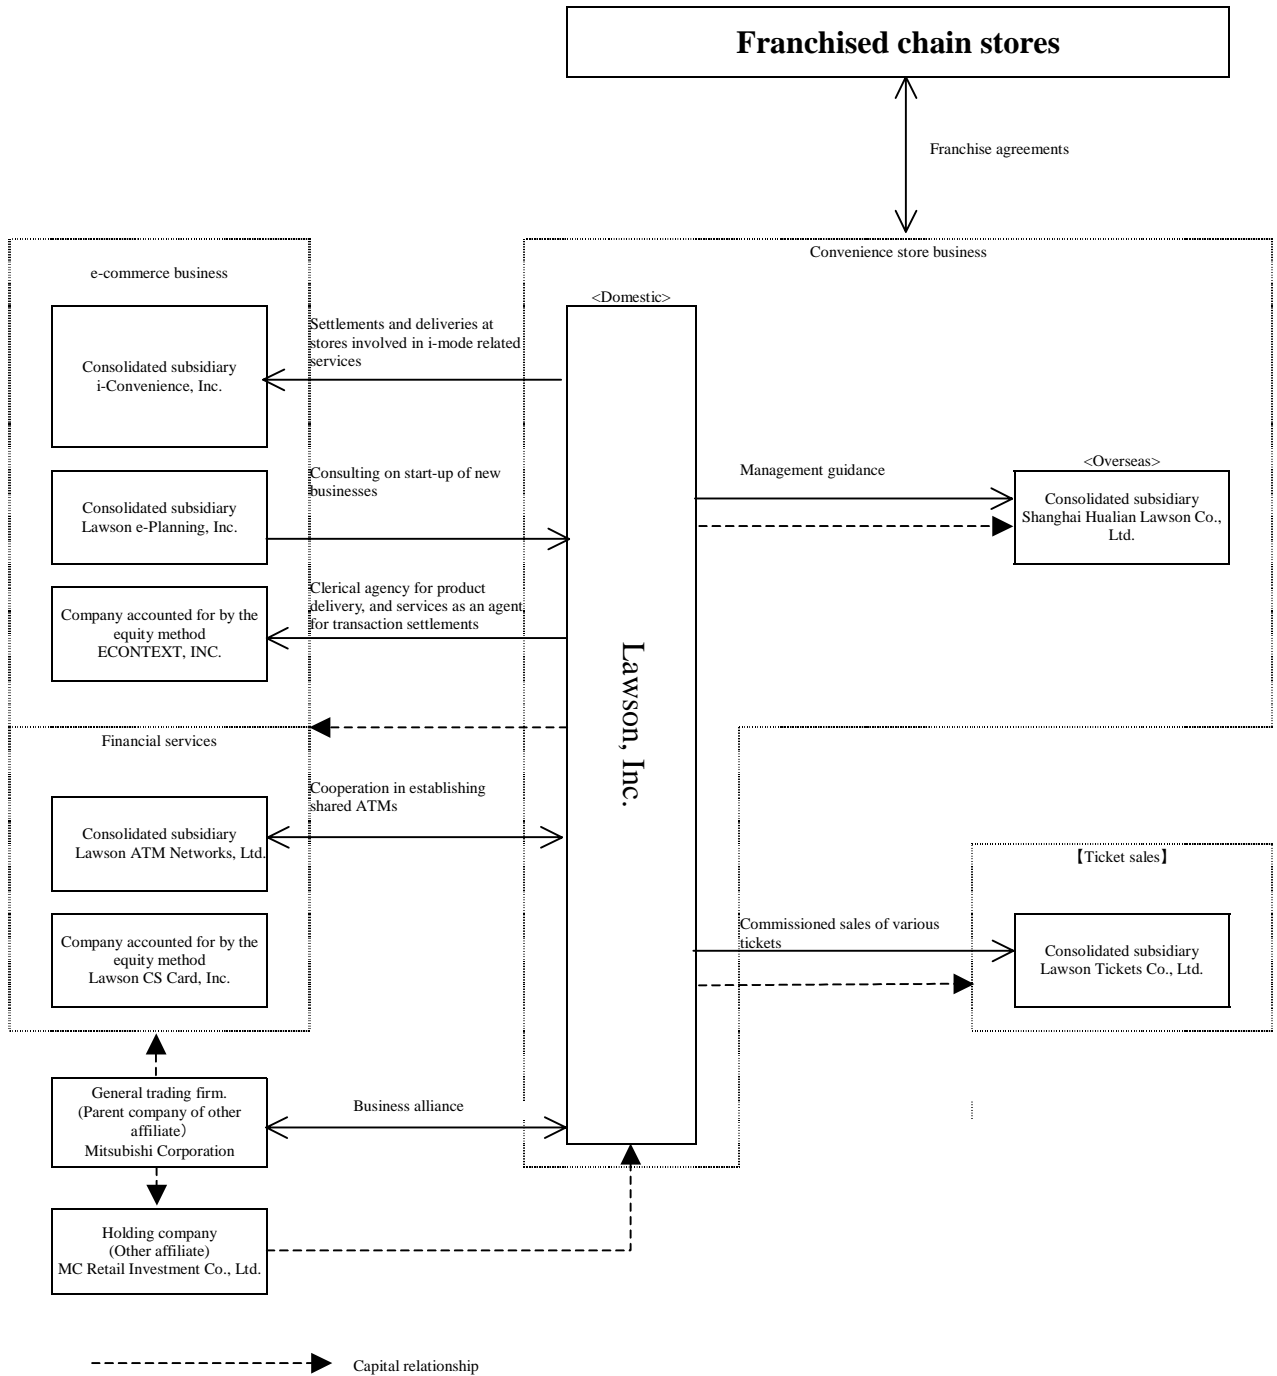 Franchised chain stores
Franchise agreements
Convenience store business
e-commerce business
<Domestic>
Settlements and deliveries at
stores involved in i-mode related
services
Consolidated subsidiary
i-Convenience, Inc.
Consulting on start-up of new
businesses
Consolidated subsidiary
Lawson e-Planning, Inc.
Management guidance
<Overseas>
Consolidated subsidiary
Shanghai Hualian Lawson Co.,
Ltd.
Clerical agency for product
delivery, and services as an agent
for transaction settlements
Company accounted for by the
equity method
ECONTEXT, INC.
Lawson, Inc.
Financial services
Cooperation in establishing
shared ATMs
Consolidated subsidiary
Lawson ATM Networks, Ltd.
【Ticket sales】
Commissioned sales of various
tickets
Consolidated subsidiary
Lawson Tickets Co., Ltd.
Company accounted for by the
equity method
Lawson CS Card, Inc.
General trading firm.
(Parent company of other
affiliate）
Mitsubishi Corporation
Business alliance
Holding company
(Other affiliate)
MC Retail Investment Co., Ltd.
Capital relationship